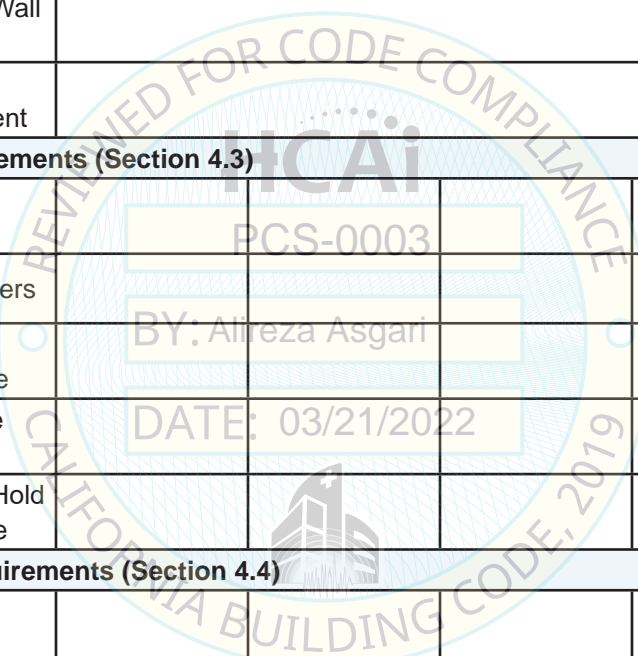 Wall
REVIEWED FOR CODE COMPLIANCE
ent
HCAi
ements (Section 4.3)
PCS-0003
ers
BY: Alireza Asgari
e
e
DATE: 03/21/2022
Hold
e
uirements (Section 4.4)
CALIFORNIA BUILDING CODE, 2019